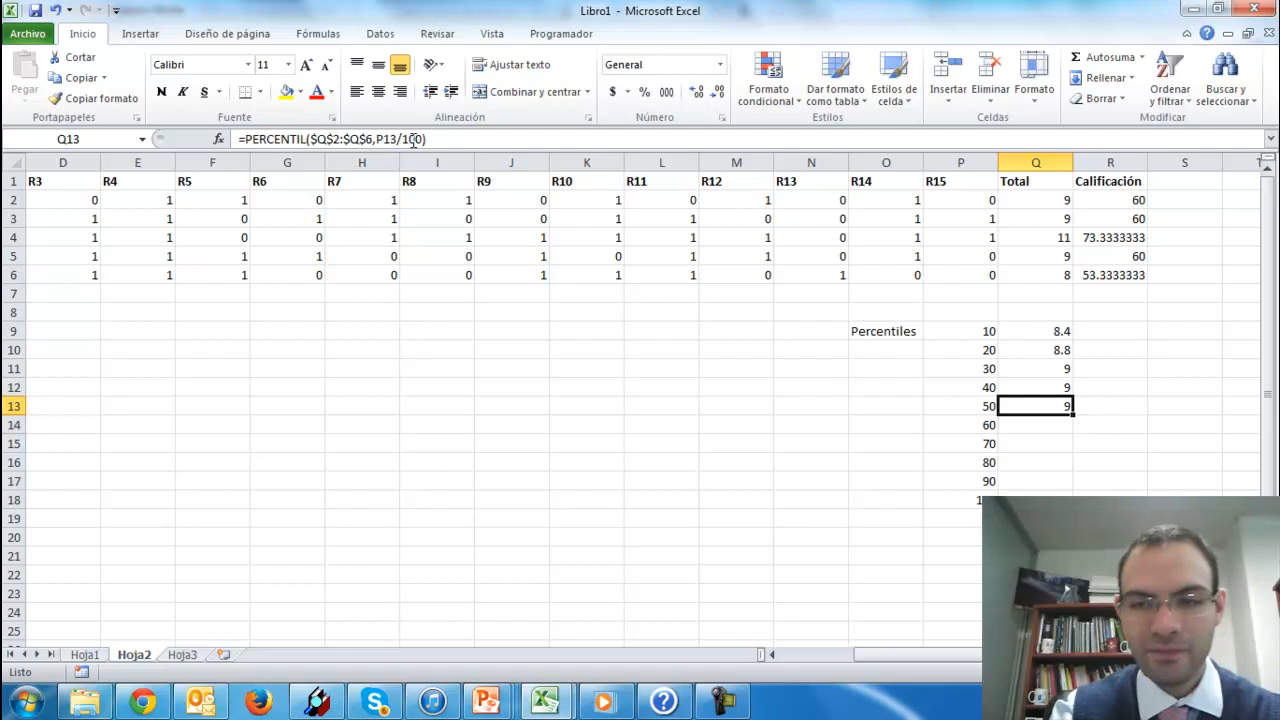 Libro1 - Microsoft Excel
Archivo Inicio Insertar Diseño de página Fórmulas Datos Revisar Vista Programador
Pegar
Cortar
Copiar
Copiar formato
Portapapeles
Calibri 11
N K S
A
Fuente
Ajustar texto
Combinar y centrar
Alineación
General
$ % 000
Número
Formato condicional
Dar formato como tabla
Estilos de celda
Estilos
Insertar Eliminar Formato
Celdas
Σ Autosuma
Rellenar
Borrar
Ordenar y filtrar
Buscar y seleccionar
Modificar
Q13 fx =PERCENTIL($Q$2:$Q$6,P13/100)
D E F G H I J K L M N O P Q R S T
1 R3 R4 R5 R6 R7 R8 R9 R10 R11 R12 R13 R14 R15 Total Calificación
2 0 1 1 0 1 1 0 1 0 1 0 1 0 9 60
3 1 1 0 1 1 0 0 1 1 0 0 1 1 9 60
4 1 1 0 0 1 1 1 1 1 1 0 1 1 11 73.3333333
5 1 1 1 1 0 0 1 0 1 1 0 1 0 9 60
6 1 1 1 0 0 0 1 1 1 0 1 0 0 8 53.3333333
7
8
9 Percentiles 10 8.4
10 20 8.8
11 30 9
12 40 9
13 50 9
14 60
15 70
16 80
17 90
18 1
19
20
21
22
23
24
25
Hoja1 Hoja2 Hoja3
Listo